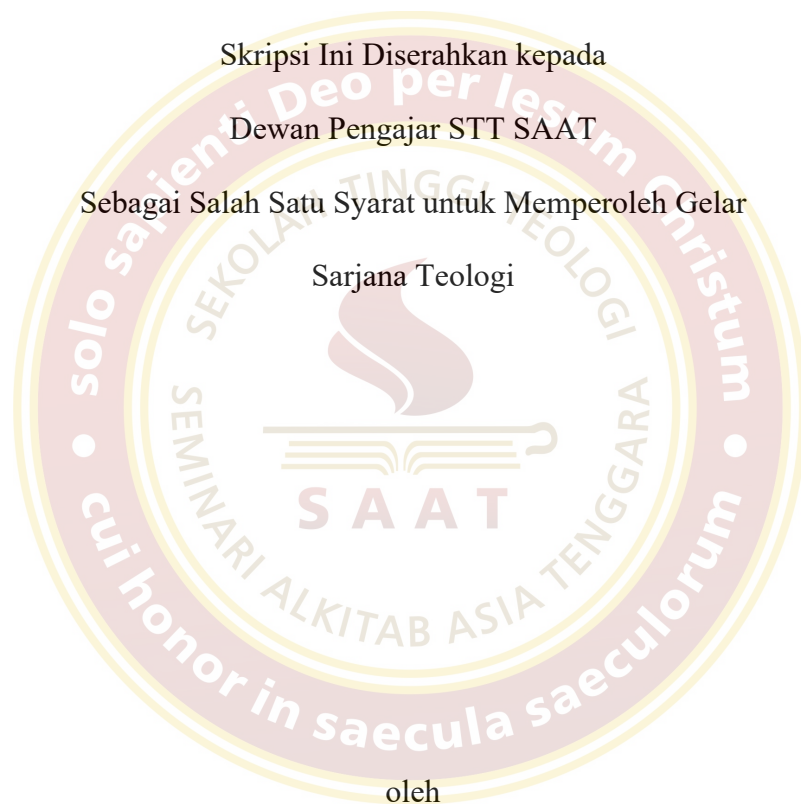 Skripsi Ini Diserahkan kepada
Dewan Pengajar STT SAAT
Sebagai Salah Satu Syarat untuk Memperoleh Gelar
Sarjana Teologi
solo sapienti Deo per Iesum Christum
SEKOLAH TINGGI TEOLOGI
SEMINARI ALKITAB ASIA TENGGARA
SAAT
cui honor in saecula saeculorum
oleh